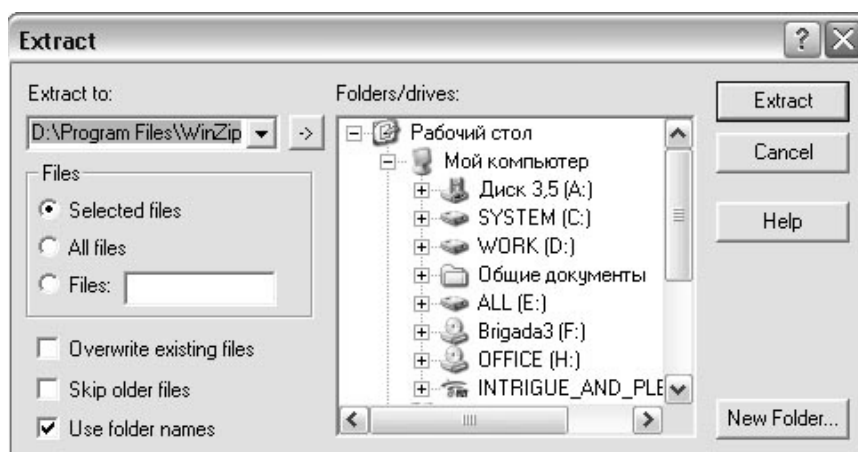 Extract
Extract to:
D:\Program Files\WinZip
->
Files
Selected files
All files
Files:
Overwrite existing files
Skip older files
Use folder names
Folders/drives:
Рабочий стол
Мой компьютер
Диск 3,5 (A:)
SYSTEM (C:)
WORK (D:)
Общие документы
ALL (E:)
Brigada3 (F:)
OFFICE (H:)
INTRIGUE_AND_PLE
Extract
Cancel
Help
New Folder...